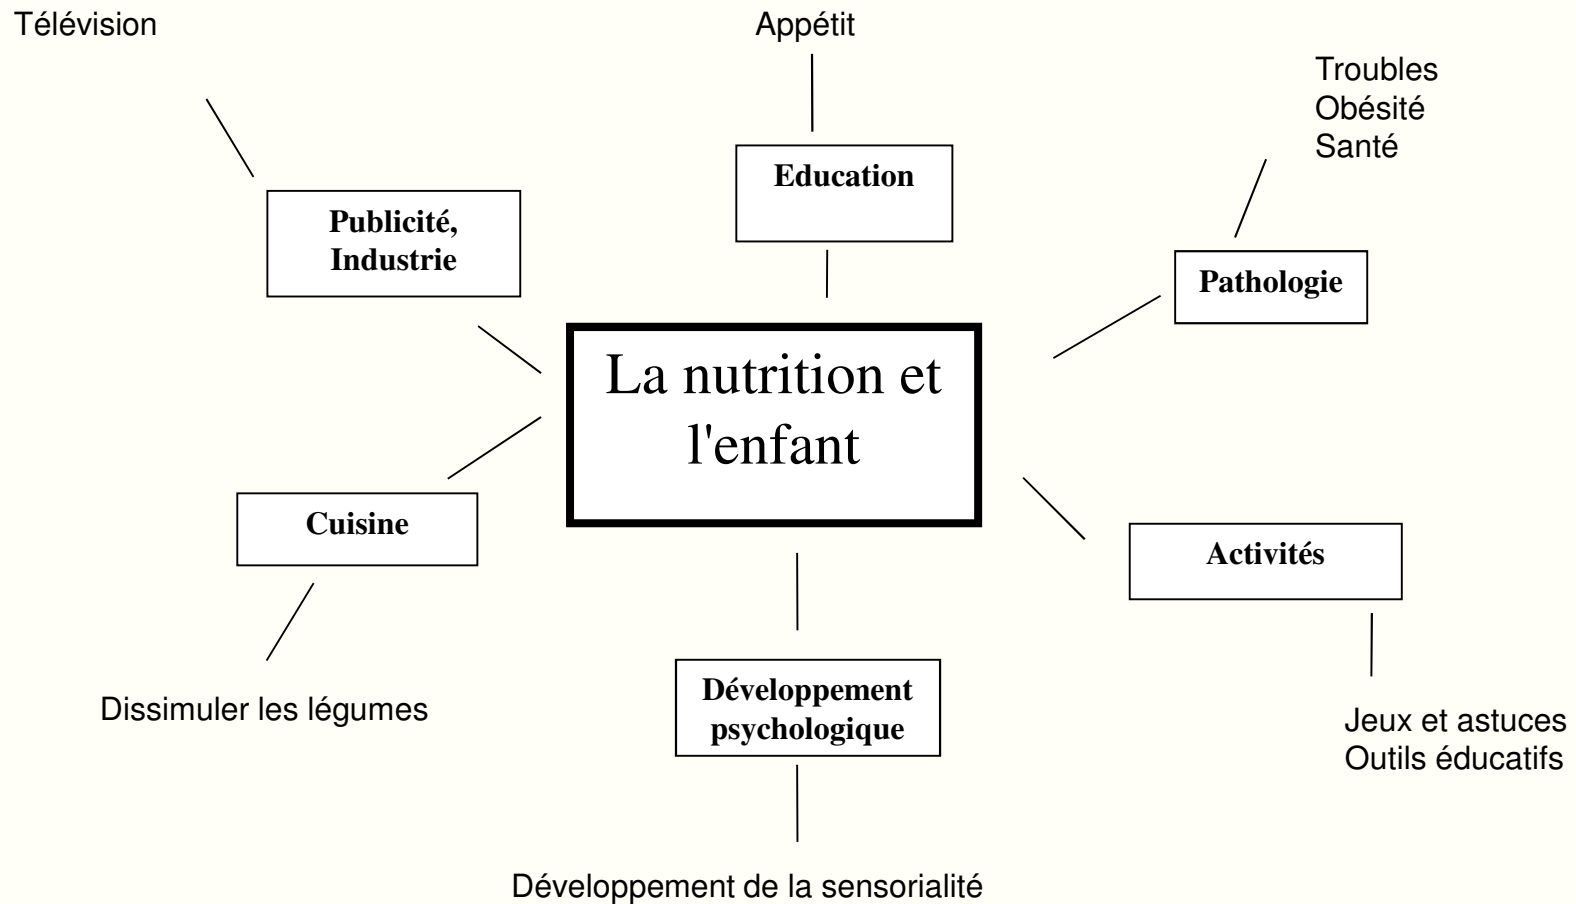 Télévision
Appétit
Troubles
Obésité
Santé
Education
Publicité,
Industrie
Pathologie
La nutrition et
l'enfant
Cuisine
Activités
Développement
psychologique
Dissimuler les légumes
Jeux et astuces
Outils éducatifs
Développement de la sensorialité